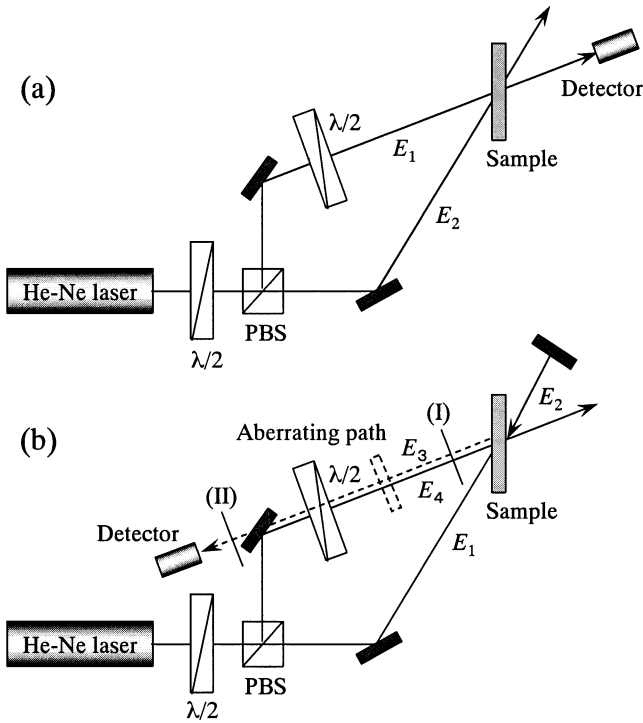 (a)
Detector
λ/2
E1
Sample
E2
He-Ne laser
PBS
λ/2
(b)
(I)
E2
Aberrating path
E3
λ/2
E4
(II)
Sample
Detector
E1
He-Ne laser
PBS
λ/2